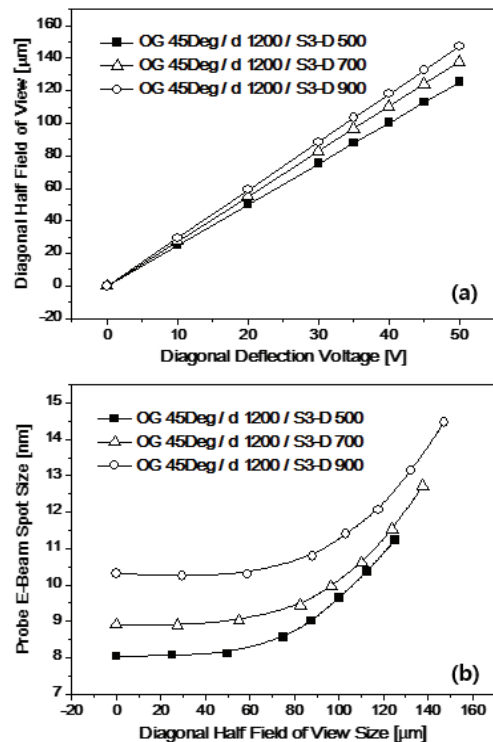 160
140
120
100
80
60
40
20
0
-20
Diagonal Half Field of View [µm]
OG 45Deg / d 1200 / S3-D 500
OG 45Deg / d 1200 / S3-D 700
OG 45Deg / d 1200 / S3-D 900
(a)
0 10 20 30 40 50
Diagonal Deflection Voltage [V]
15
14
13
12
11
10
9
8
7
Probe E-Beam Spot Size [nm]
OG 45Deg / d 1200 / S3-D 500
OG 45Deg / d 1200 / S3-D 700
OG 45Deg / d 1200 / S3-D 900
(b)
-20 0 20 40 60 80 100 120 140 160
Diagonal Half Field of View Size [µm]